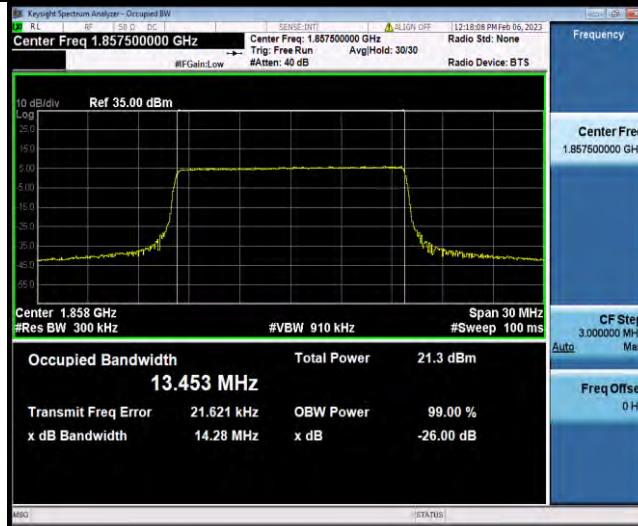 Keysight Spectrum Analyzer - Occupied BW
RL RF 50 Ω DC SENSE:INT ALIGN OFF 12:18:08 PM Feb 06, 2023
Center Freq 1.857500000 GHz
Center Freq: 1.857500000 GHz
Radio Std: None
Trig: Free Run Avg|Hold: 30/30
#IFGain:Low #Atten: 40 dB Radio Device: BTS
Frequency
10 dB/div Ref 35.00 dBm
Log
25.0
15.0
5.00
-5.00
-15.0
-25.0
-35.0
-45.0
-55.0
Center Fre
1.857500000 GH
Center 1.858 GHz Span 30 MHz
#Res BW 300 kHz #VBW 910 kHz #Sweep 100 ms
CF Step
3.000000 MH
Auto Ma
Occupied Bandwidth Total Power 21.3 dBm
13.453 MHz
Transmit Freq Error 21.621 kHz OBW Power 99.00 %
x dB Bandwidth 14.28 MHz x dB -26.00 dB
Freq Offse
0 H
MSG STATUS